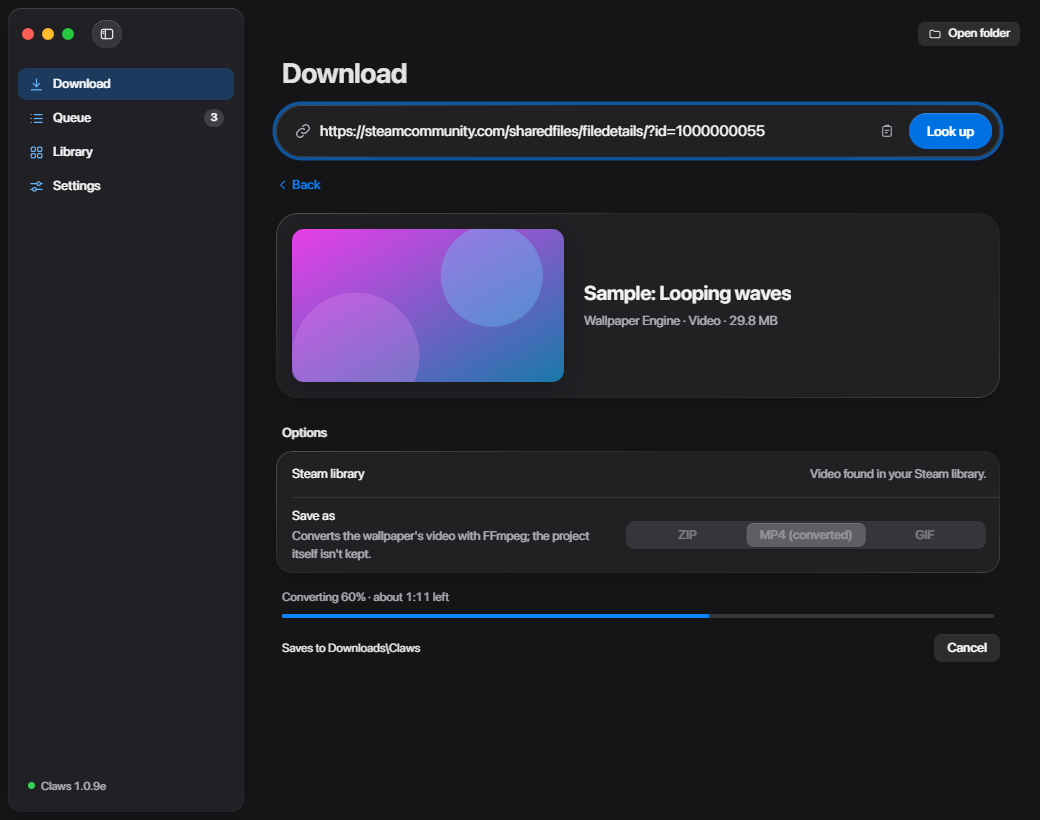 Open folder
Download
Queue
3
Library
Settings
Download
https://steamcommunity.com/sharedfiles/filedetails/?id=1000000055
Look up
Back
Sample: Looping waves
Wallpaper Engine · Video · 29.8 MB
Options
Steam library
Video found in your Steam library.
Save as
Converts the wallpaper's video with FFmpeg; the project
itself isn't kept.
ZIP
MP4 (converted)
GIF
Converting 60% · about 1:11 left
Saves to Downloads\Claws
Cancel
Claws 1.0.9e